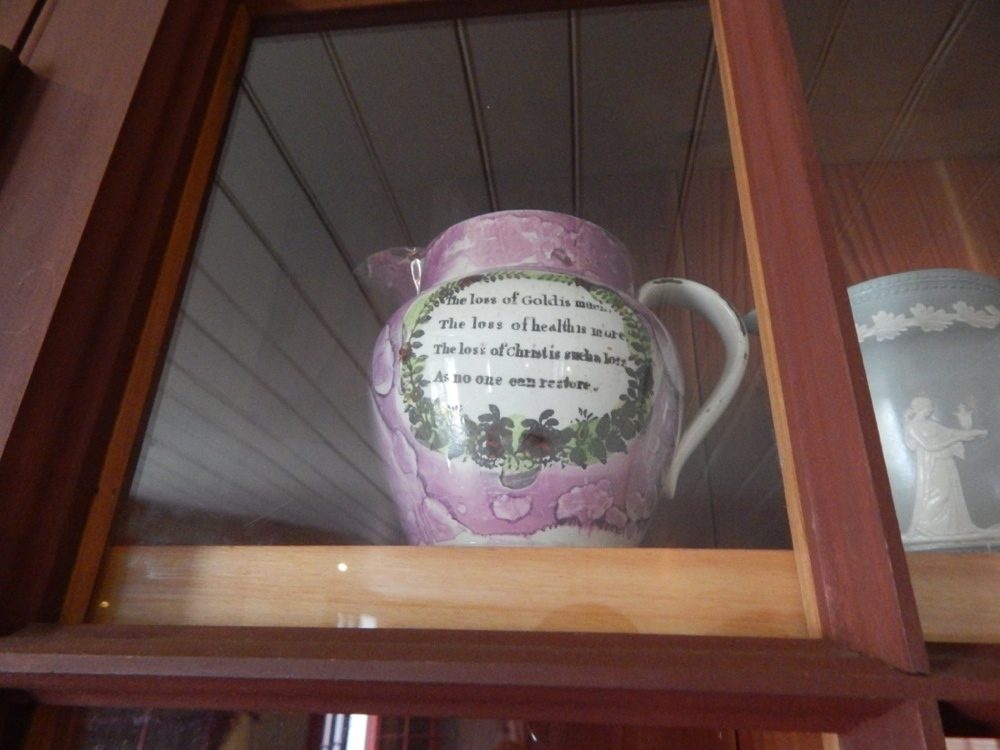 The loss of Gold is much,
The loss of health is more
The loss of Christ is such a loss
As no one can restore.